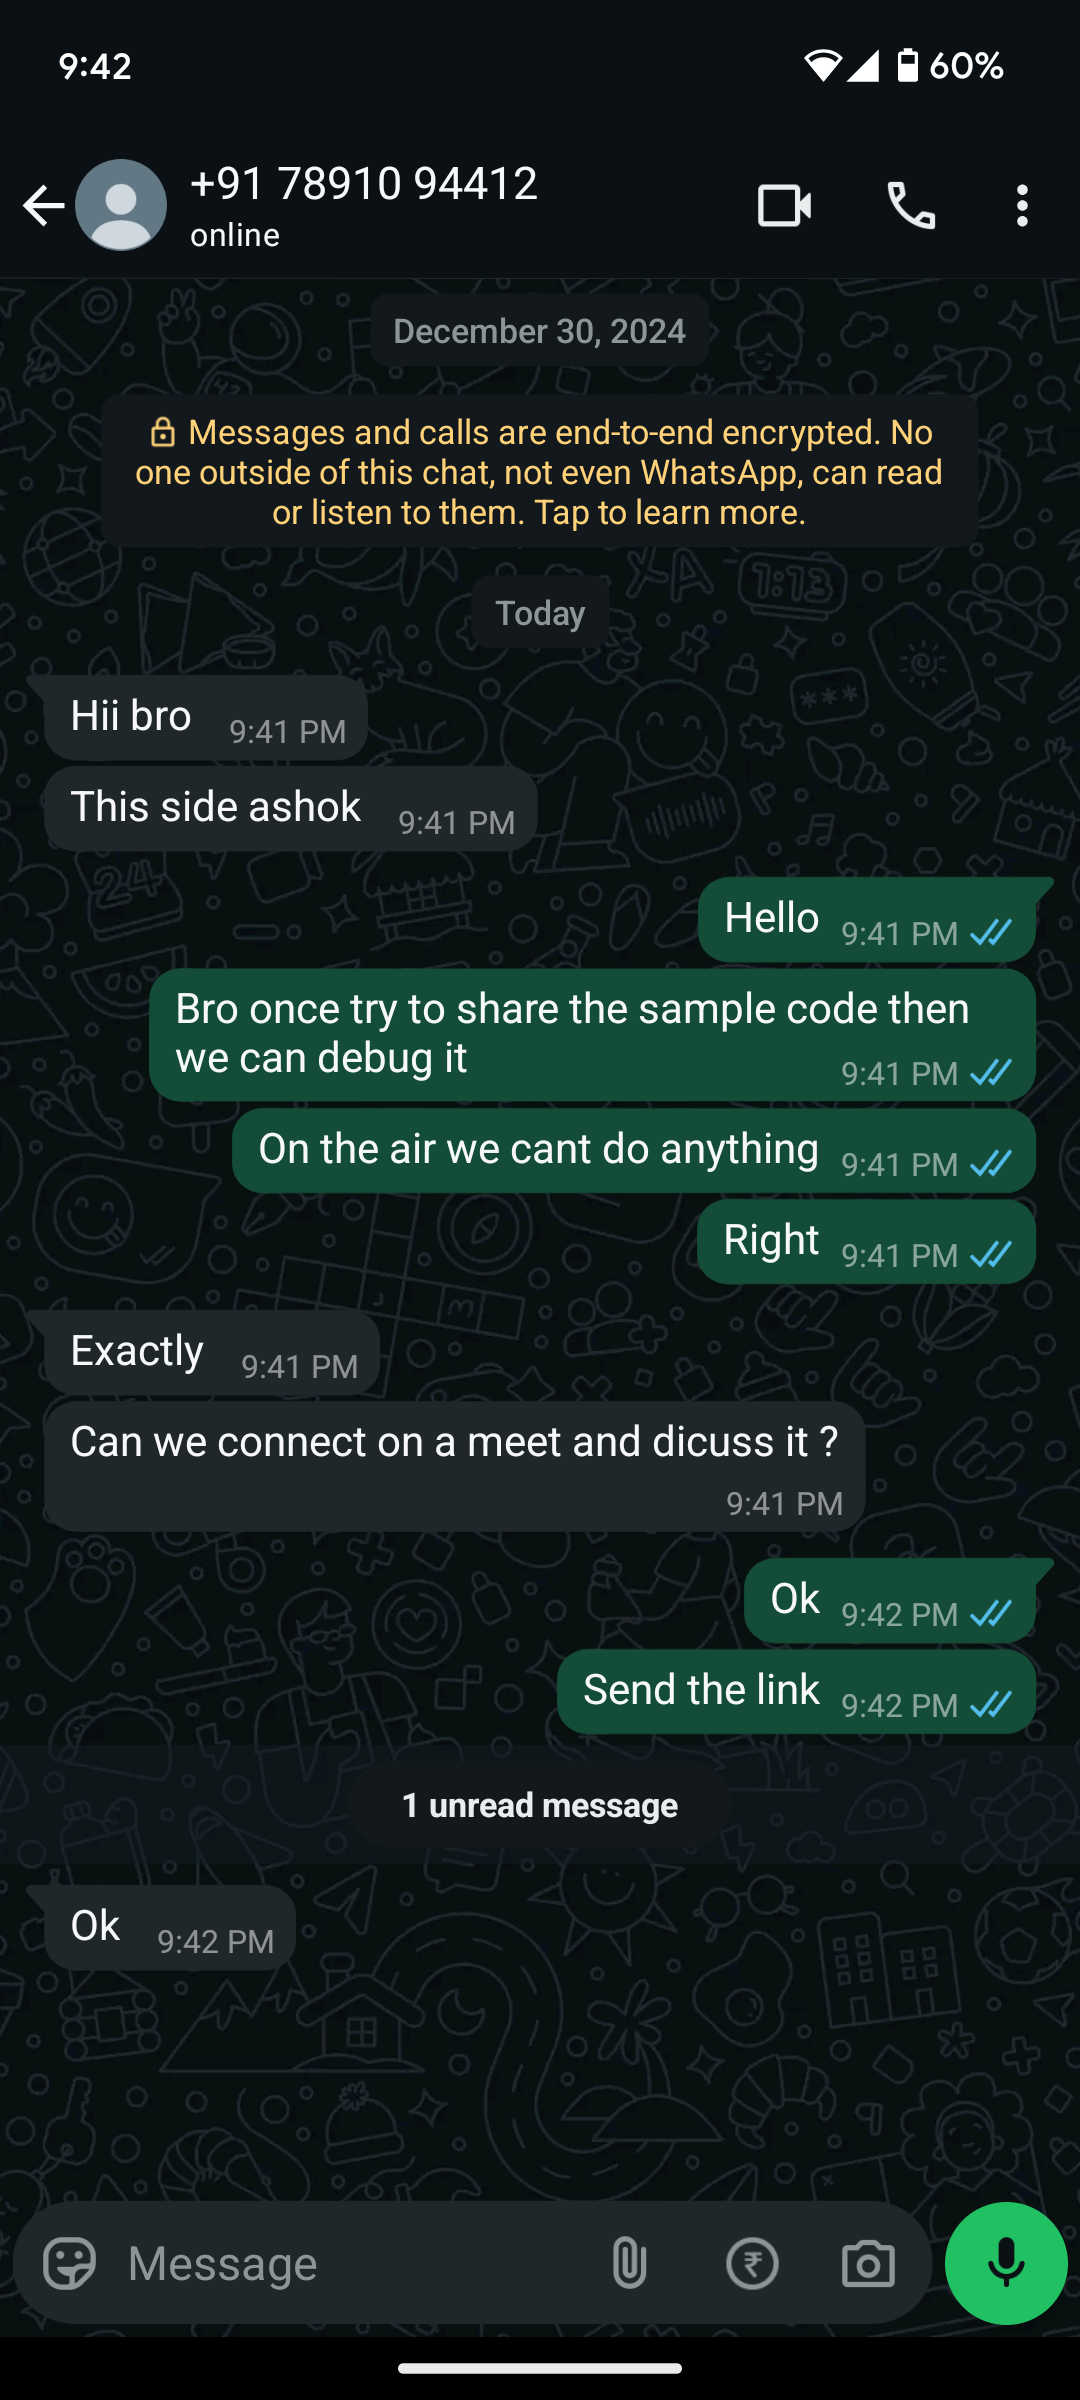 9:42
60%
+91 78910 94412
online
December 30, 2024
Messages and calls are end-to-end encrypted. No
one outside of this chat, not even WhatsApp, can read
or listen to them. Tap to learn more.
Today
Hii bro 9:41 PM
This side ashok 9:41 PM
Hello 9:41 PM
Bro once try to share the sample code then
we can debug it 9:41 PM
On the air we cant do anything 9:41 PM
Right 9:41 PM
Exactly 9:41 PM
Can we connect on a meet and dicuss it ?
9:41 PM
Ok 9:42 PM
Send the link 9:42 PM
1 unread message
Ok 9:42 PM
Message